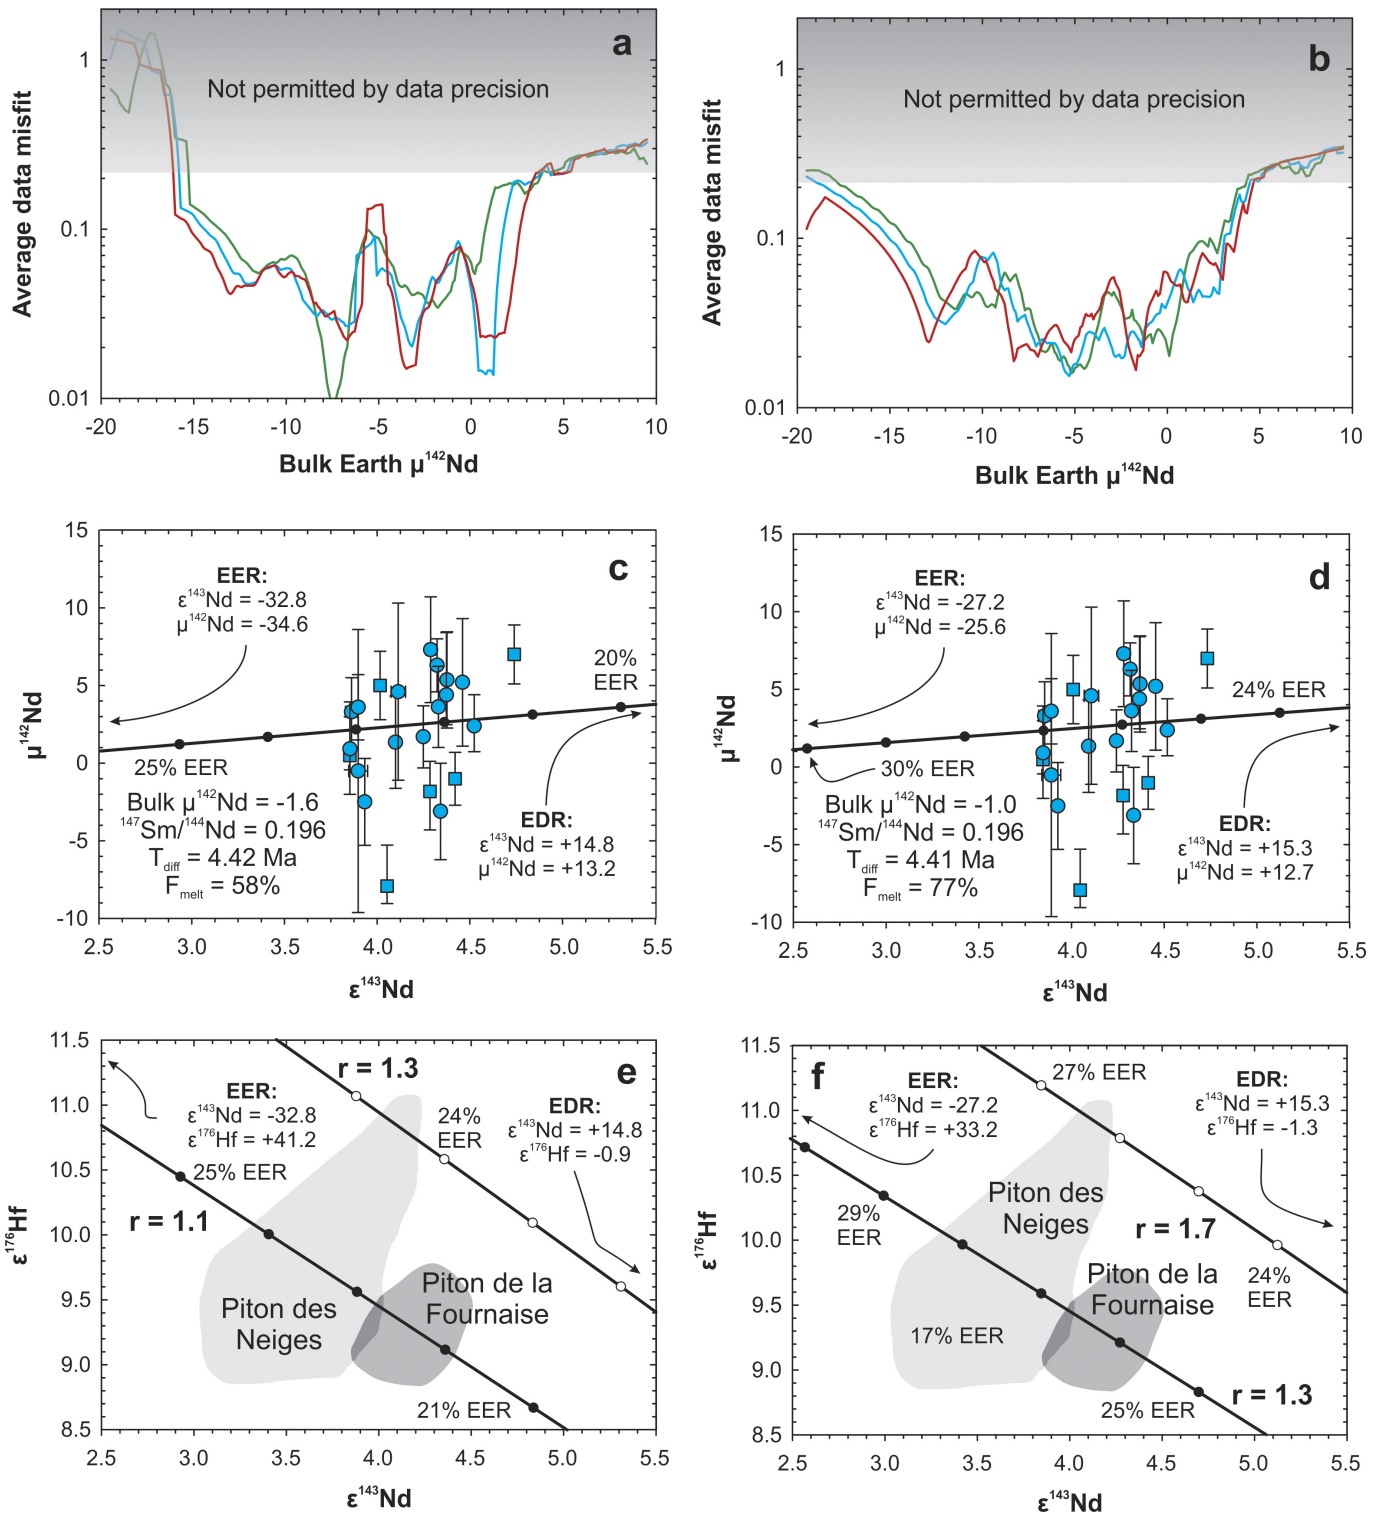 a
Not permitted by data precision
Average data misfit
1
0.1
0.01
-20 -15 -10 -5 0 5 10
Bulk Earth µ¹⁴²Nd
b
Not permitted by data precision
Average data misfit
1
0.1
0.01
-20 -15 -10 -5 0 5 10
Bulk Earth µ¹⁴²Nd
c
µ¹⁴²Nd
15
10
5
0
-5
-10
EER:
ε¹⁴³Nd = -32.8
µ¹⁴²Nd = -34.6
20%
EER
25% EER
Bulk µ¹⁴²Nd = -1.6
¹⁴⁷Sm/¹⁴⁴Nd = 0.196
T_diff = 4.42 Ma
F_melt = 58%
EDR:
ε¹⁴³Nd = +14.8
µ¹⁴²Nd = +13.2
2.5 3.0 3.5 4.0 4.5 5.0 5.5
ε¹⁴³Nd
d
µ¹⁴²Nd
15
10
5
0
-5
-10
EER:
ε¹⁴³Nd = -27.2
µ¹⁴²Nd = -25.6
24% EER
30% EER
Bulk µ¹⁴²Nd = -1.0
¹⁴⁷Sm/¹⁴⁴Nd = 0.196
T_diff = 4.41 Ma
F_melt = 77%
EDR:
ε¹⁴³Nd = +15.3
µ¹⁴²Nd = +12.7
2.5 3.0 3.5 4.0 4.5 5.0 5.5
ε¹⁴³Nd
e
ε¹⁷⁶Hf
11.5
11.0
10.5
10.0
9.5
9.0
8.5
r = 1.3
EER:
ε¹⁴³Nd = -32.8
ε¹⁷⁶Hf = +41.2
25% EER
24%
EER
EDR:
ε¹⁴³Nd = +14.8
ε¹⁷⁶Hf = -0.9
r = 1.1
Piton des
Neiges
Piton de la
Fournaise
21% EER
2.5 3.0 3.5 4.0 4.5 5.0 5.5
ε¹⁴³Nd
f
ε¹⁷⁶Hf
11.5
11.0
10.5
10.0
9.5
9.0
8.5
EER:
ε¹⁴³Nd = -27.2
ε¹⁷⁶Hf = +33.2
27% EER
EDR:
ε¹⁴³Nd = +15.3
ε¹⁷⁶Hf = -1.3
29%
EER
Piton des
Neiges
r = 1.7
Piton de la
Fournaise
24%
EER
17% EER
r = 1.3
25% EER
2.5 3.0 3.5 4.0 4.5 5.0 5.5
ε¹⁴³Nd